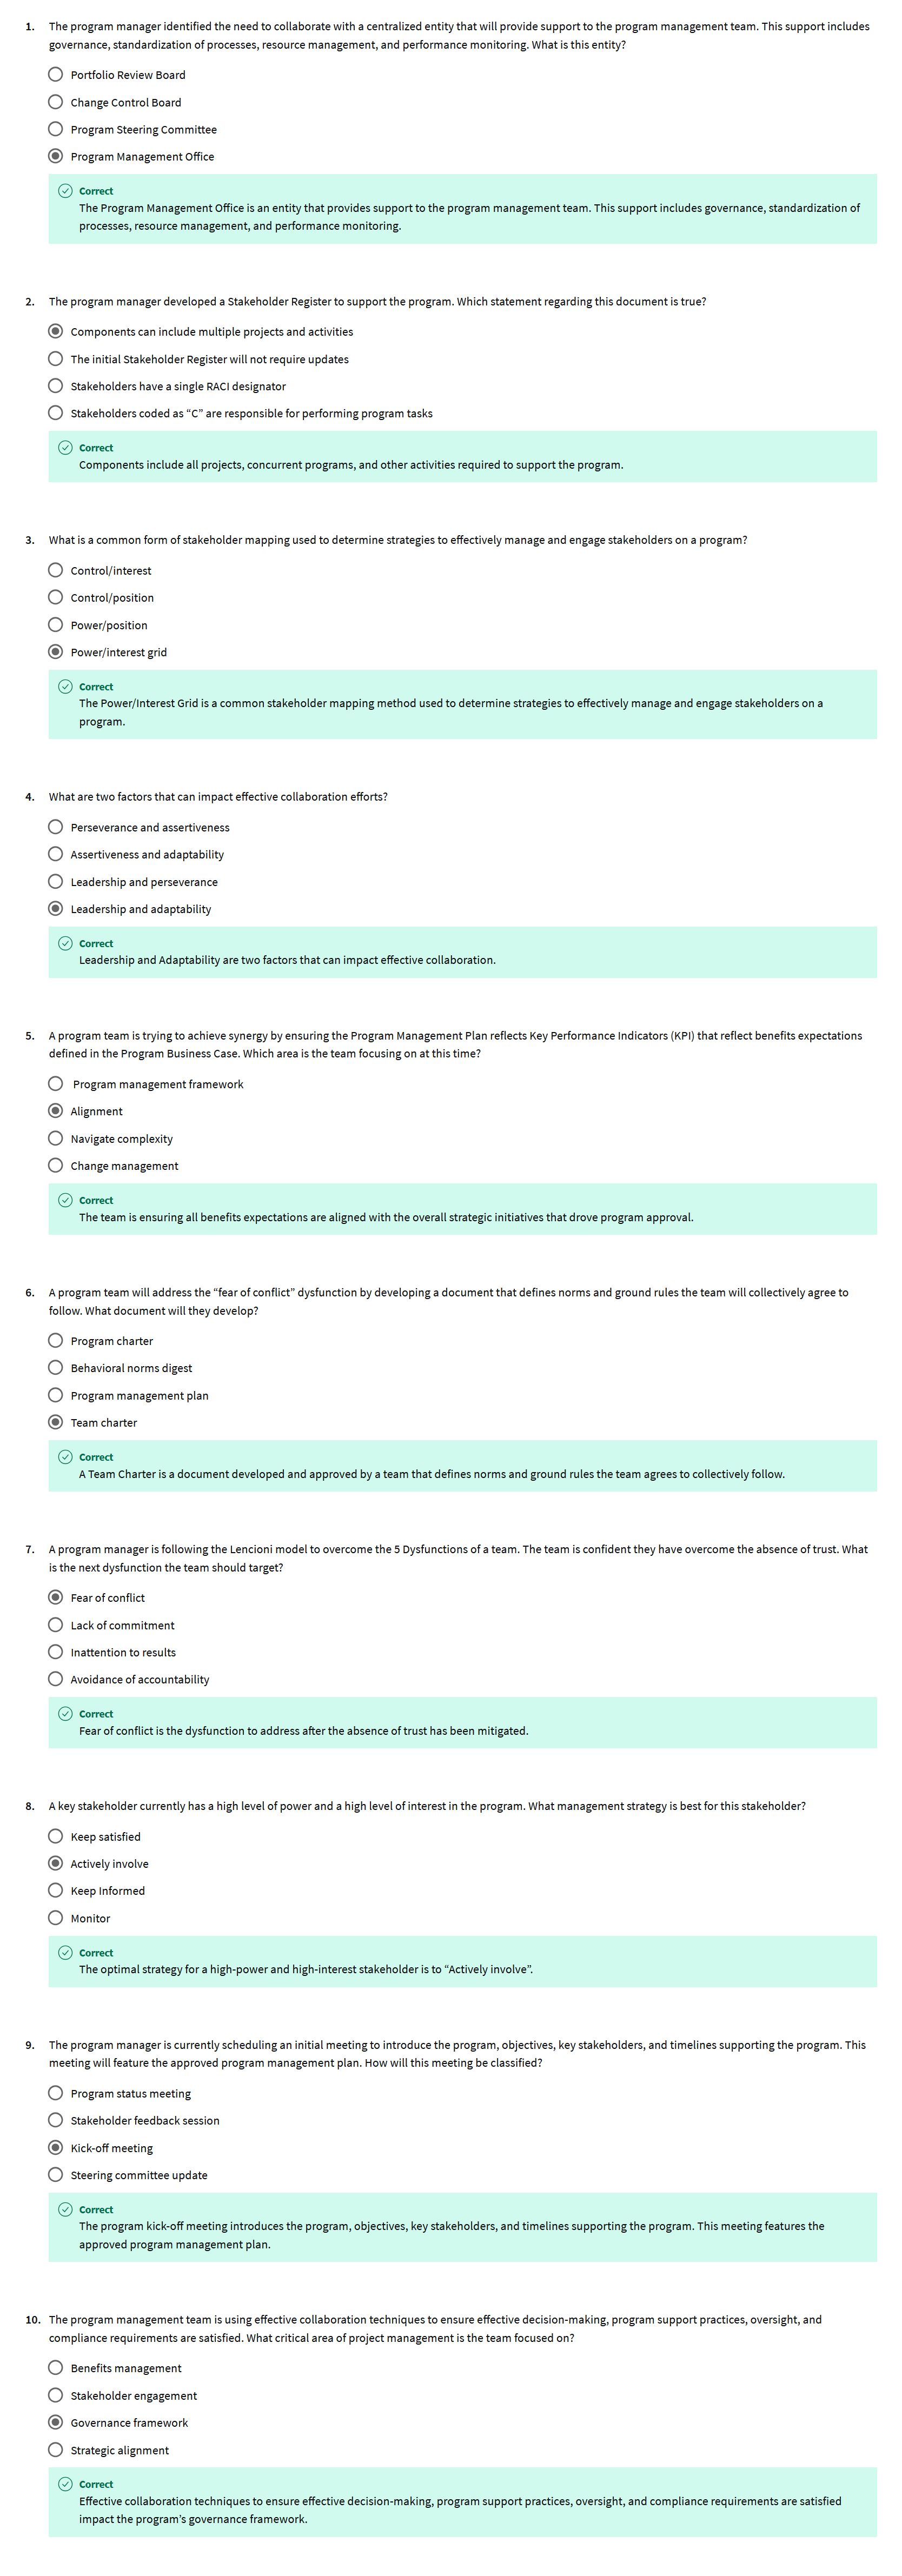 1. The program manager identified the need to collaborate with a centralized entity that will provide support to the program management team. This support includes
governance, standardization of processes, resource management, and performance monitoring. What is this entity?
Portfolio Review Board
Change Control Board
Program Steering Committee
Program Management Office
Correct
The Program Management Office is an entity that provides support to the program management team. This support includes governance, standardization of
processes, resource management, and performance monitoring.
2. The program manager developed a Stakeholder Register to support the program. Which statement regarding this document is true?
Components can include multiple projects and activities
The initial Stakeholder Register will not require updates
Stakeholders have a single RACI designator
Stakeholders coded as “C” are responsible for performing program tasks
Correct
Components include all projects, concurrent programs, and other activities required to support the program.
3. What is a common form of stakeholder mapping used to determine strategies to effectively manage and engage stakeholders on a program?
Control/interest
Control/position
Power/position
Power/interest grid
Correct
The Power/Interest Grid is a common stakeholder mapping method used to determine strategies to effectively manage and engage stakeholders on a
program.
4. What are two factors that can impact effective collaboration efforts?
Perseverance and assertiveness
Assertiveness and adaptability
Leadership and perseverance
Leadership and adaptability
Correct
Leadership and Adaptability are two factors that can impact effective collaboration.
5. A program team is trying to achieve synergy by ensuring the Program Management Plan reflects Key Performance Indicators (KPI) that reflect benefits expectations
defined in the Program Business Case. Which area is the team focusing on at this time?
Program management framework
Alignment
Navigate complexity
Change management
Correct
The team is ensuring all benefits expectations are aligned with the overall strategic initiatives that drove program approval.
6. A program team will address the “fear of conflict” dysfunction by developing a document that defines norms and ground rules the team will collectively agree to
follow. What document will they develop?
Program charter
Behavioral norms digest
Program management plan
Team charter
Correct
A Team Charter is a document developed and approved by a team that defines norms and ground rules the team agrees to collectively follow.
7. A program manager is following the Lencioni model to overcome the 5 Dysfunctions of a team. The team is confident they have overcome the absence of trust. What
is the next dysfunction the team should target?
Fear of conflict
Lack of commitment
Inattention to results
Avoidance of accountability
Correct
Fear of conflict is the dysfunction to address after the absence of trust has been mitigated.
8. A key stakeholder currently has a high level of power and a high level of interest in the program. What management strategy is best for this stakeholder?
Keep satisfied
Actively involve
Keep Informed
Monitor
Correct
The optimal strategy for a high-power and high-interest stakeholder is to “Actively involve”.
9. The program manager is currently scheduling an initial meeting to introduce the program, objectives, key stakeholders, and timelines supporting the program. This
meeting will feature the approved program management plan. How will this meeting be classified?
Program status meeting
Stakeholder feedback session
Kick-off meeting
Steering committee update
Correct
The program kick-off meeting introduces the program, objectives, key stakeholders, and timelines supporting the program. This meeting features the
approved program management plan.
10. The program management team is using effective collaboration techniques to ensure effective decision-making, program support practices, oversight, and
compliance requirements are satisfied. What critical area of project management is the team focused on?
Benefits management
Stakeholder engagement
Governance framework
Strategic alignment
Correct
Effective collaboration techniques to ensure effective decision-making, program support practices, oversight, and compliance requirements are satisfied
impact the program’s governance framework.